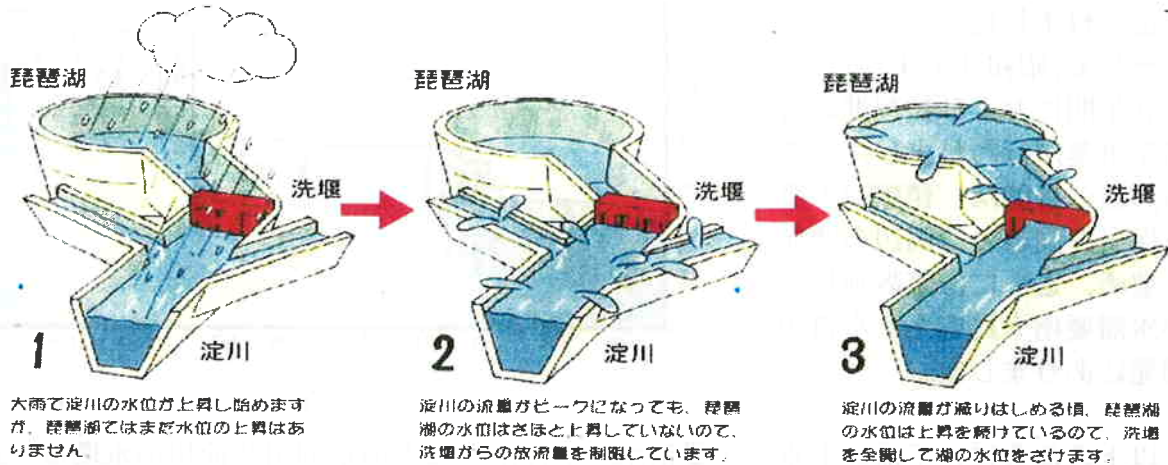 琵琶湖
洗堰
淀川
1
大雨で淀川の水位が上昇し始めます
が、琵琶湖ではまだ水位の上昇はあ
りません。
琵琶湖
洗堰
淀川
2
淀川の流量がピークになっても、琵琶
湖の水位はさほど上昇していないので、
洗堰からの放流量を制限しています。
琵琶湖
洗堰
淀川
3
淀川の流量が減りはじめる頃、琵琶湖
の水位は上昇を続けているので、洗堰
を全開して湖の水位をさげます。